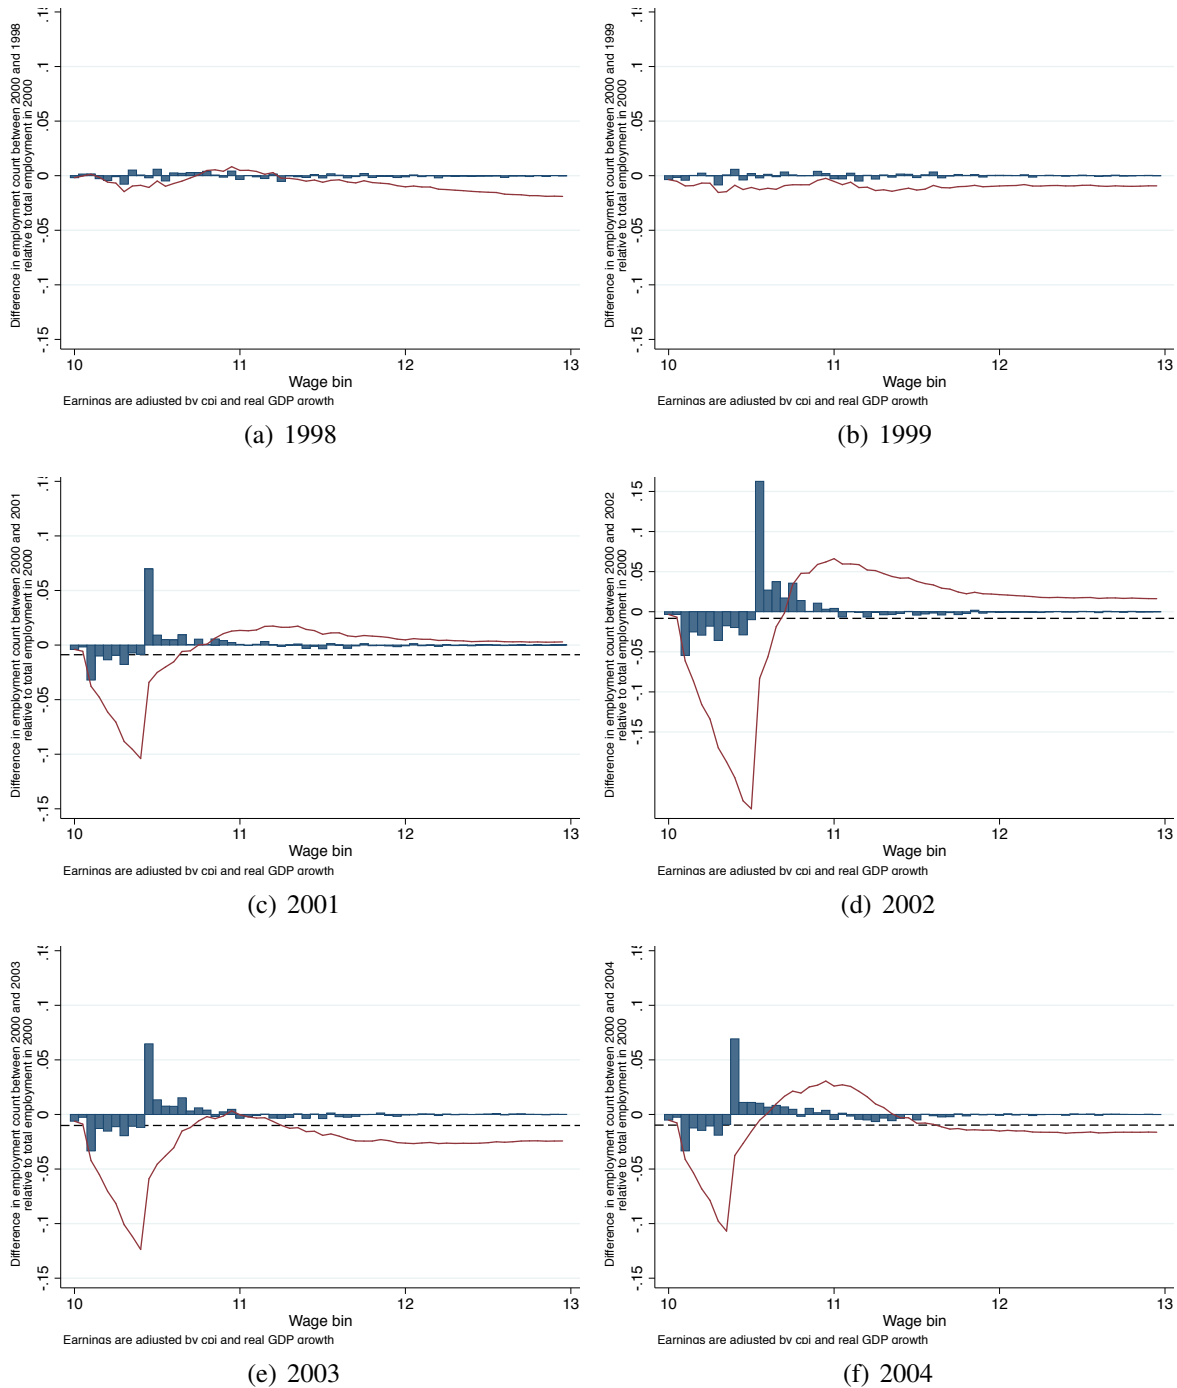 Difference in employment count between 2000 and 1998
relative to total employment in 2000
.1
.05
0
-.05
-.1
-.15
10 11 12 13
Wage bin
Earnings are adjusted by cpi and real GDP growth
(a) 1998
Difference in employment count between 2000 and 1999
relative to total employment in 2000
.1
.05
0
-.05
-.1
-.15
10 11 12 13
Wage bin
Earnings are adjusted by cpi and real GDP growth
(b) 1999
Difference in employment count between 2000 and 2001
relative to total employment in 2000
.1
.05
0
-.05
-.1
-.15
10 11 12 13
Wage bin
Earnings are adjusted by cpi and real GDP growth
(c) 2001
Difference in employment count between 2000 and 2002
relative to total employment in 2000
.15
.1
.05
0
-.05
-.1
-.15
10 11 12 13
Wage bin
Earnings are adjusted by cpi and real GDP growth
(d) 2002
Difference in employment count between 2000 and 2003
relative to total employment in 2000
.15
.1
.05
0
-.05
-.1
-.15
10 11 12 13
Wage bin
Earnings are adjusted by cpi and real GDP growth
(e) 2003
Difference in employment count between 2000 and 2004
relative to total employment in 2000
.15
.1
.05
0
-.05
-.1
-.15
10 11 12 13
Wage bin
Earnings are adjusted by cpi and real GDP growth
(f) 2004